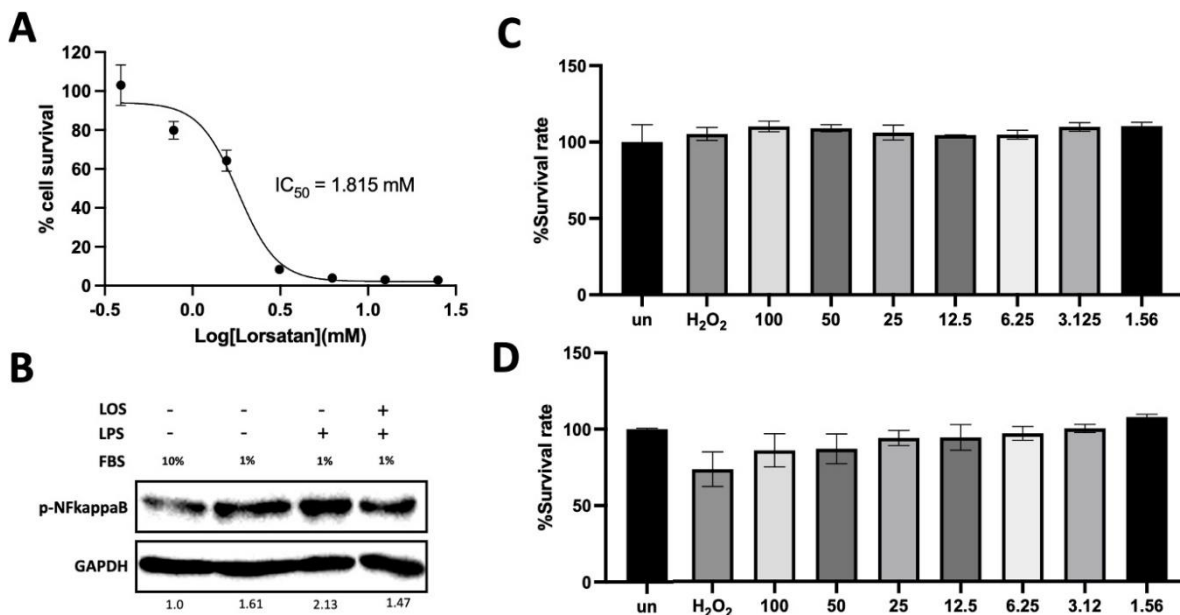 A
120
100
80
60
40
20
0
% cell survival
IC50 = 1.815 mM
-0.5 0.0 0.5 1.0 1.5
Log[Lorsatan](mM)
B
LOS - - - +
LPS - - + +
FBS 10% 1% 1% 1%
p-NFkappaB
GAPDH
1.0 1.61 2.13 1.47
C
150
100
50
0
%Survival rate
un H2O2 100 50 25 12.5 6.25 3.125 1.56
D
150
100
50
0
%Survival rate
un H2O2 100 50 25 12.5 6.25 3.12 1.56